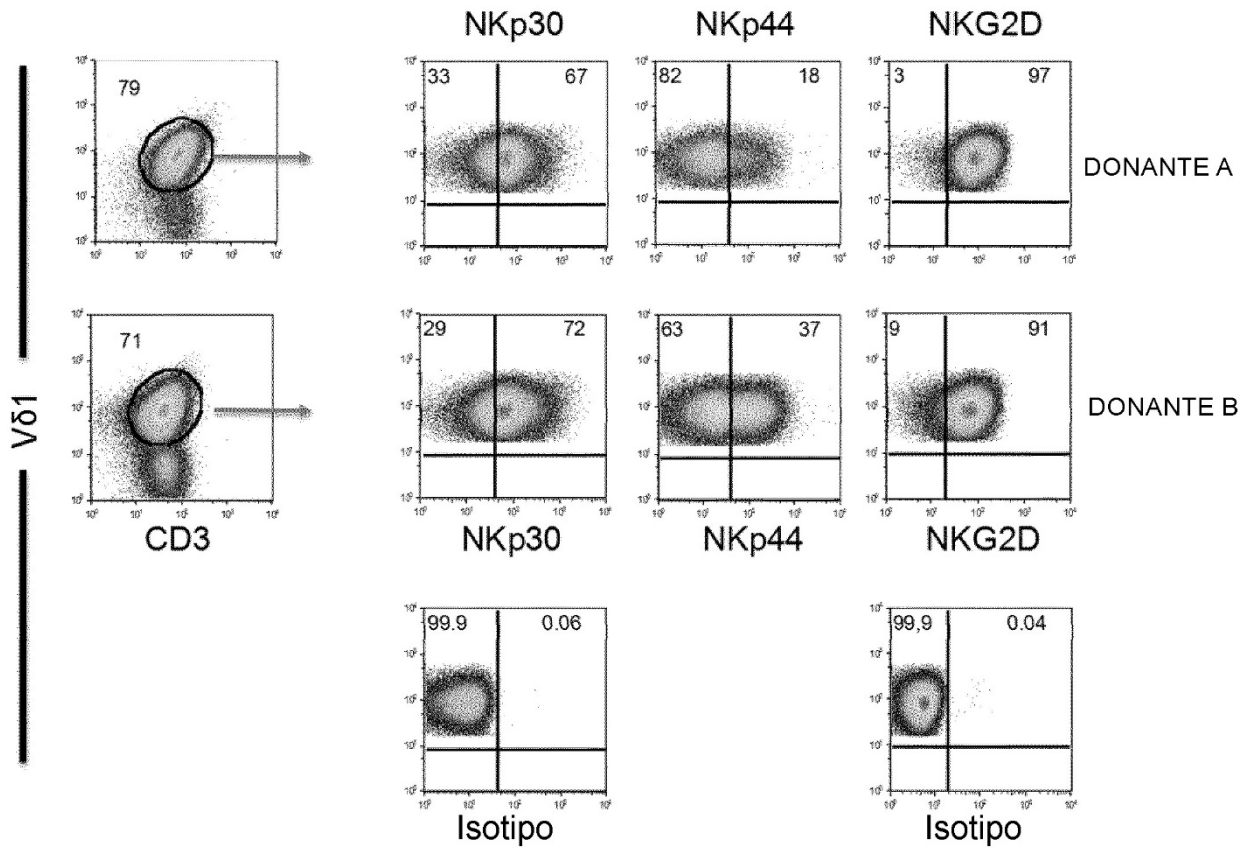 NKp30 NKp44 NKG2D
79
33 67
82 18
3 97
DONANTE A
71
29 72
63 37
9 91
DONANTE B
Vδ1
CD3 NKp30 NKp44 NKG2D
99.9 0.06
99,9 0.04
Isotipo Isotipo